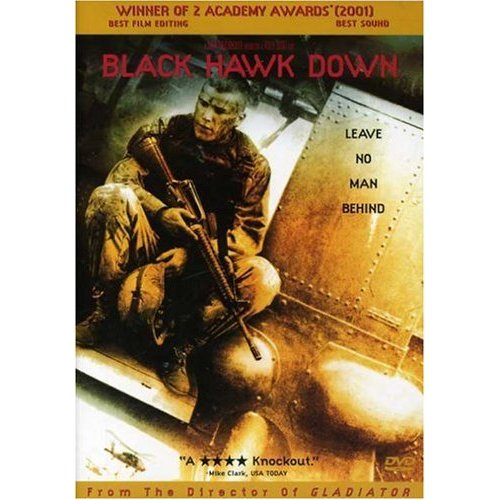 WINNER OF 2 ACADEMY AWARDS® (2001)
BEST FILM EDITING BEST SOUND
BLACK HAWK DOWN
LEAVE
NO
MAN
BEHIND
"A ★★★★ Knockout."
-Mike Clark, USA TODAY
DVD
From The Director Of GLADIATOR